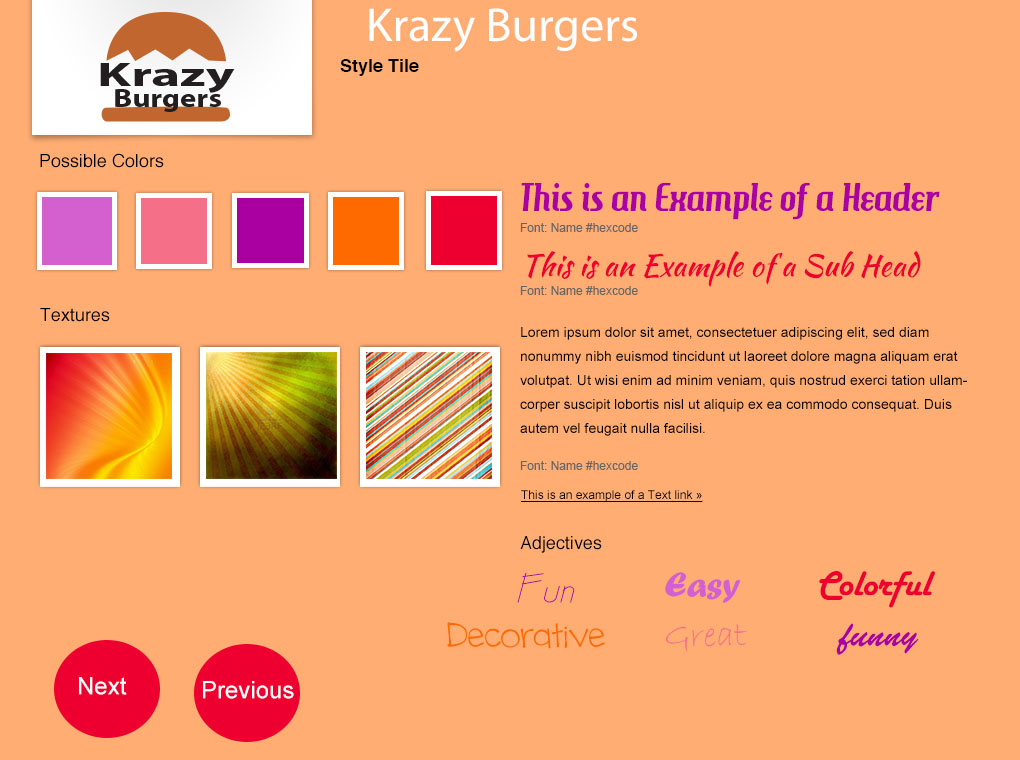 Krazy
Burgers
Krazy Burgers
Style Tile
Possible Colors
This is an Example of a Header
Font: Name #hexcode
This is an Example of a Sub Head
Font: Name #hexcode
Textures
Lorem ipsum dolor sit amet, consectetuer adipiscing elit, sed diam
nonummy nibh euismod tincidunt ut laoreet dolore magna aliquam erat
volutpat. Ut wisi enim ad minim veniam, quis nostrud exerci tation ullam-
corper suscipit lobortis nisl ut aliquip ex ea commodo consequat. Duis
autem vel feugait nulla facilisi.
Font: Name #hexcode
This is an example of a Text link »
Adjectives
Fun Easy Colorful
Decorative Great funny
Next Previous